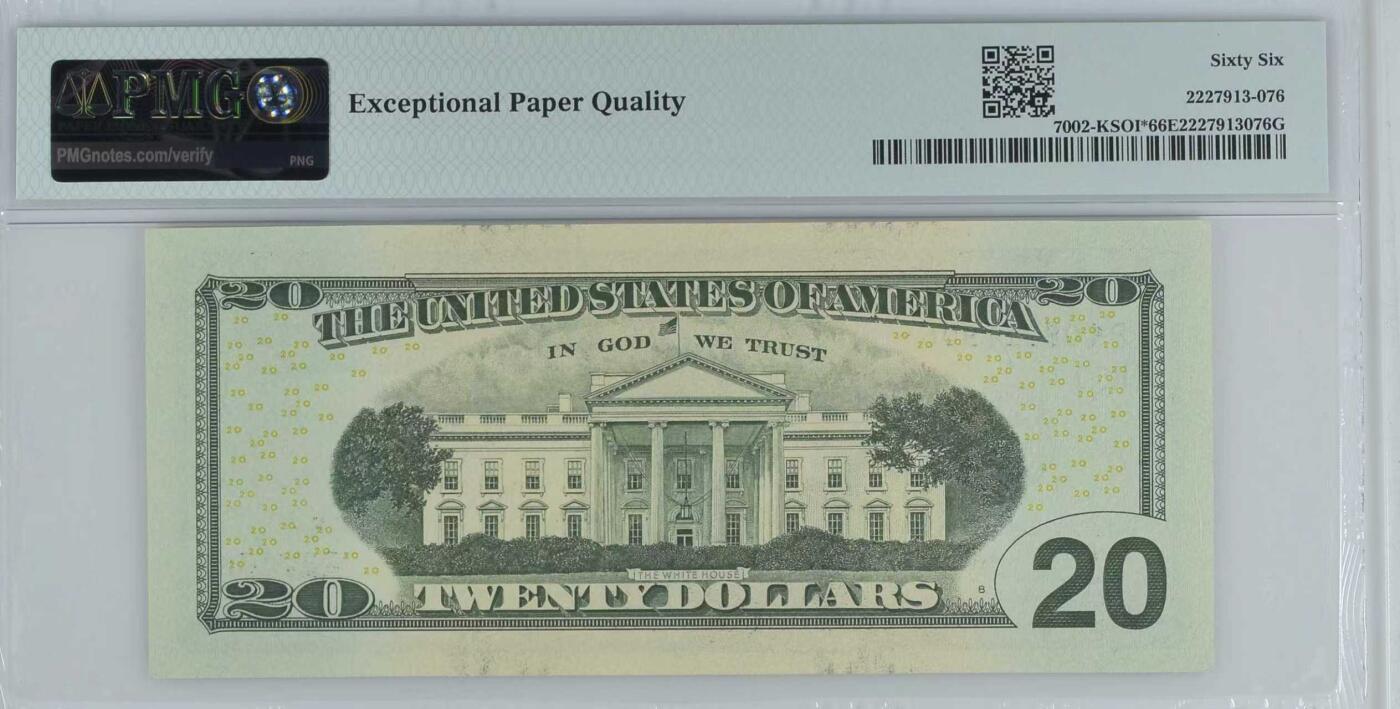 PMG
PMGnotes.com/verify
PNG
Exceptional Paper Quality
Sixty Six
2227913-076
7002-KSOI*66E2227913076G
20
20
THE UNITED STATES OF AMERICA
IN GOD WE TRUST
THE WHITE HOUSE
20
TWENTY DOLLARS
B
20